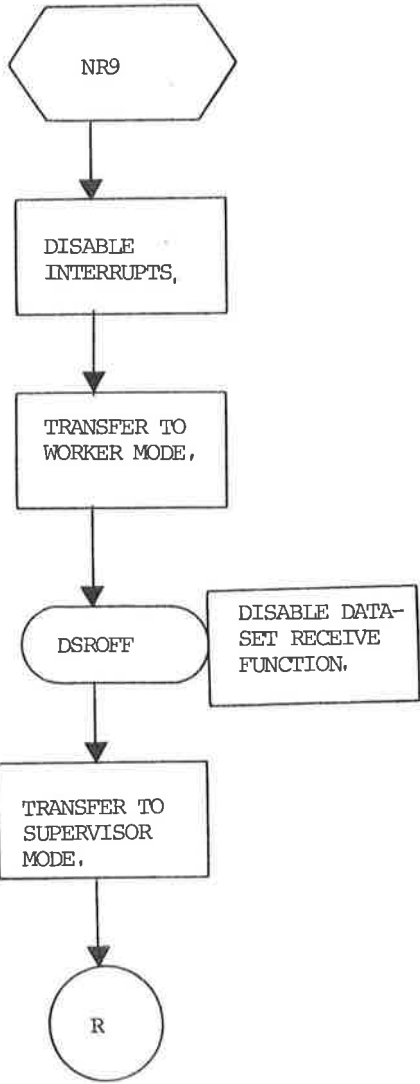 NR9
DISABLE
INTERRUPTS,
TRANSFER TO
WORKER MODE,
DSROFF
DISABLE DATA-
SET RECEIVE
FUNCTION.
TRANSFER TO
SUPERVISOR
MODE.
R